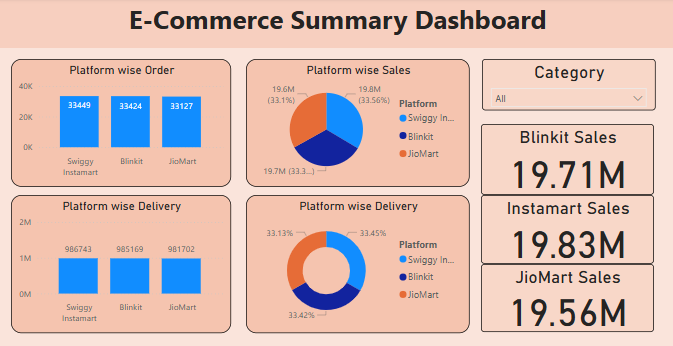 E-Commerce Summary Dashboard
Platform wise Order
40K
20K
0K
33449
33424
33127
Swiggy
Instamart
Blinkit
JioMart
Platform wise Sales
19.6M
(33.1%)
19.8M
(33.56%)
19.7M (33.3...)
Platform
Swiggy In...
Blinkit
JioMart
Category
All
Blinkit Sales
19.71M
Instamart Sales
19.83M
JioMart Sales
19.56M
Platform wise Delivery
2M
1M
0M
986743
985169
981702
Swiggy
Instamart
Blinkit
JioMart
Platform wise Delivery
33.13%
33.45%
33.42%
Platform
Swiggy In...
Blinkit
JioMart